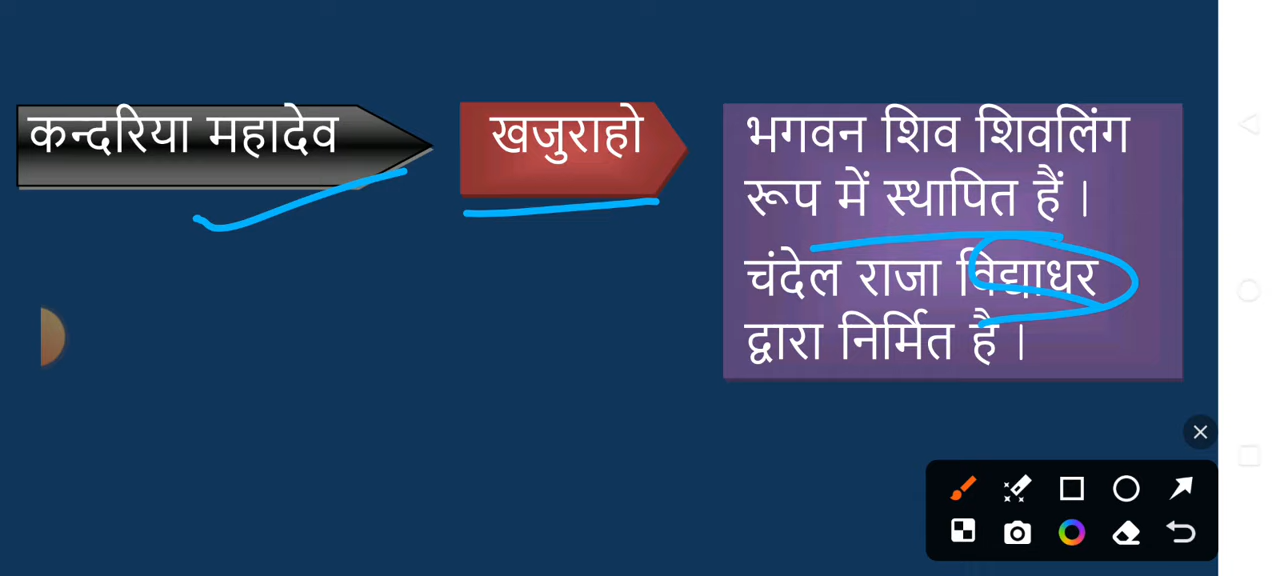 कन्दरिया महादेव
खजुराहो
भगवन शिव शिवलिंग
रूप में स्थापित हैं ।
चंदेल राजा विद्याधर
द्वारा निर्मित है ।